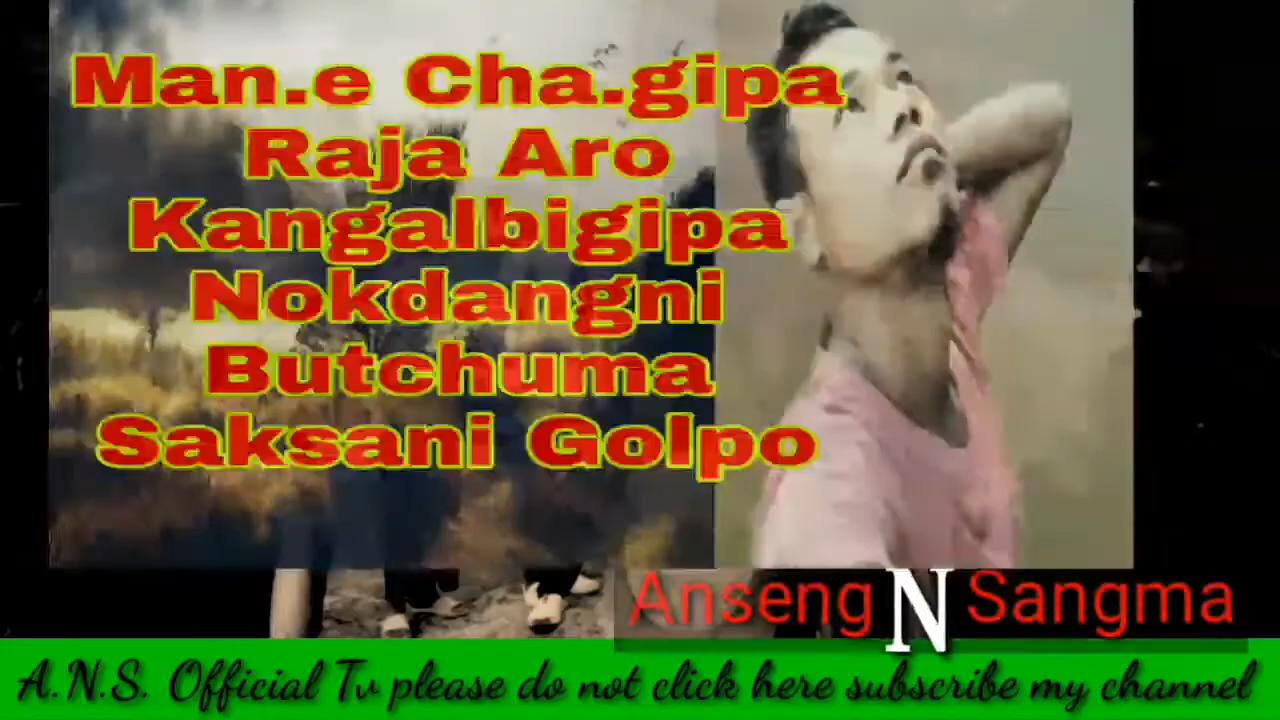 Man.e Cha.gipa
Raja Aro
Kangalbigipa
Nokdangni
Butchuma
Saksani Golpo
Anseng N Sangma
A.N.S. Official Tv please do not click here subscribe my channel